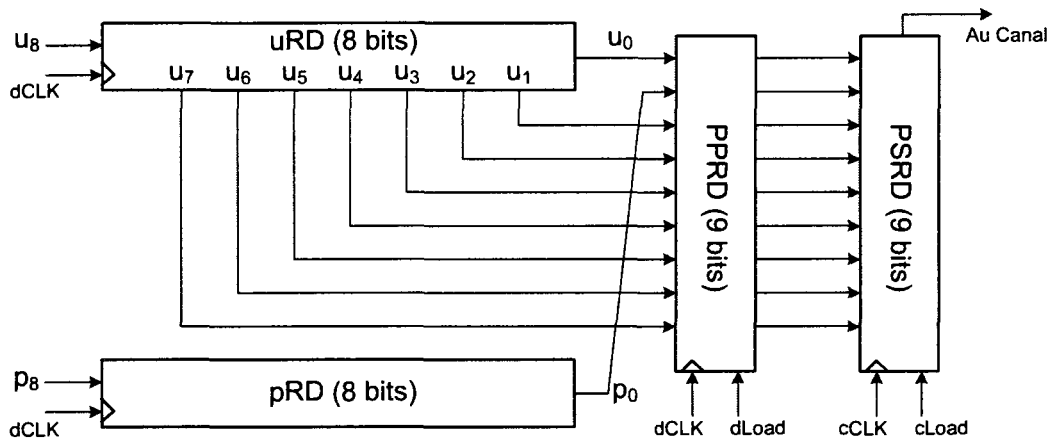 u8
dCLK
uRD (8 bits)
u7 u6 u5 u4 u3 u2 u1
u0
Au Canal
PPRD (9 bits)
PSRD (9 bits)
p8
dCLK
pRD (8 bits)
p0
dCLK dLoad
cCLK cLoad